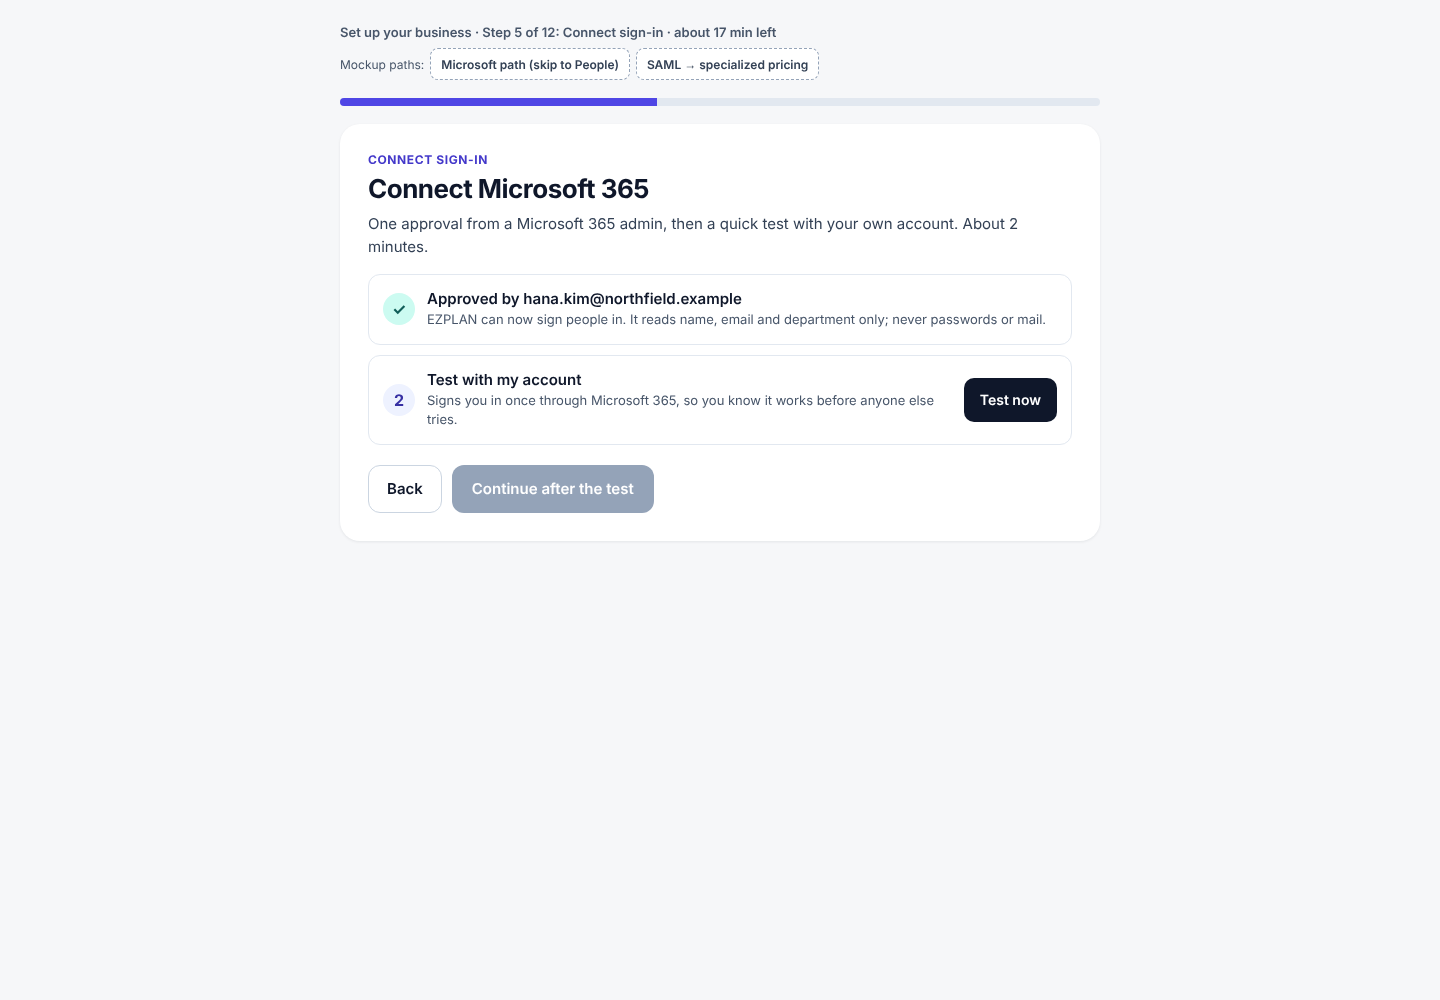 Set up your business · Step 5 of 12: Connect sign-in · about 17 min left
Mockup paths: Microsoft path (skip to People) SAML → specialized pricing
CONNECT SIGN-IN
Connect Microsoft 365
One approval from a Microsoft 365 admin, then a quick test with your own account. About 2
minutes.
Approved by hana.kim@northfield.example
EZPLAN can now sign people in. It reads name, email and department only; never passwords or mail.
2
Test with my account
Signs you in once through Microsoft 365, so you know it works before anyone else
tries.
Test now
Back
Continue after the test